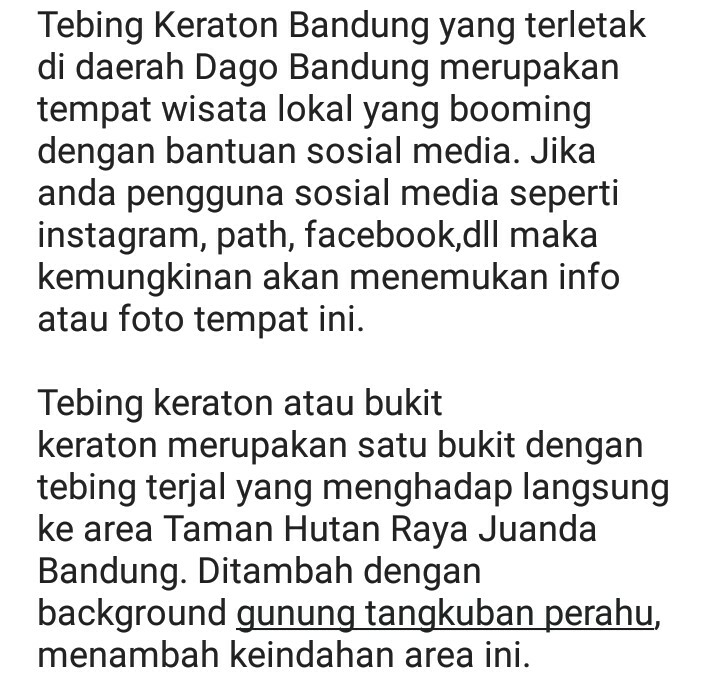 Tebing Keraton Bandung yang terletak
di daerah Dago Bandung merupakan
tempat wisata lokal yang booming
dengan bantuan sosial media. Jika
anda pengguna sosial media seperti
instagram, path, facebook,dll maka
kemungkinan akan menemukan info
atau foto tempat ini.
Tebing keraton atau bukit
keraton merupakan satu bukit dengan
tebing terjal yang menghadap langsung
ke area Taman Hutan Raya Juanda
Bandung. Ditambah dengan
background gunung tangkuban perahu,
menambah keindahan area ini.